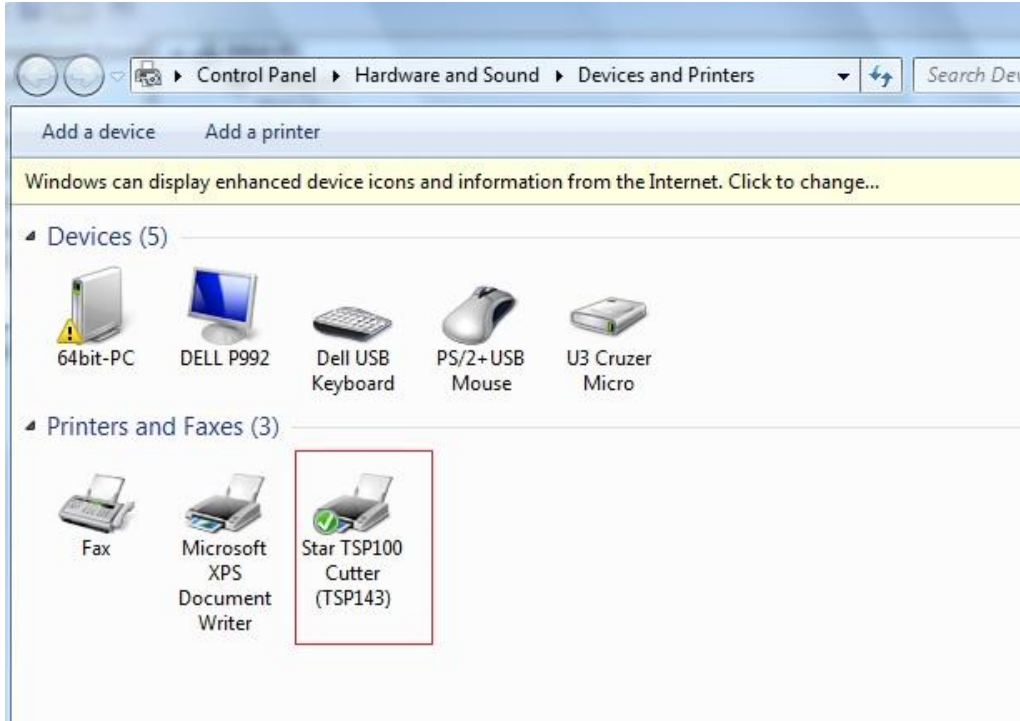 Control Panel ▸ Hardware and Sound ▸ Devices and Printers
Search Dev
Add a device Add a printer
Windows can display enhanced device icons and information from the Internet. Click to change...
Devices (5)
64bit-PC
DELL P992
Dell USB
Keyboard
PS/2+USB
Mouse
U3 Cruzer
Micro
Printers and Faxes (3)
Fax
Microsoft
XPS
Document
Writer
Star TSP100
Cutter
(TSP143)